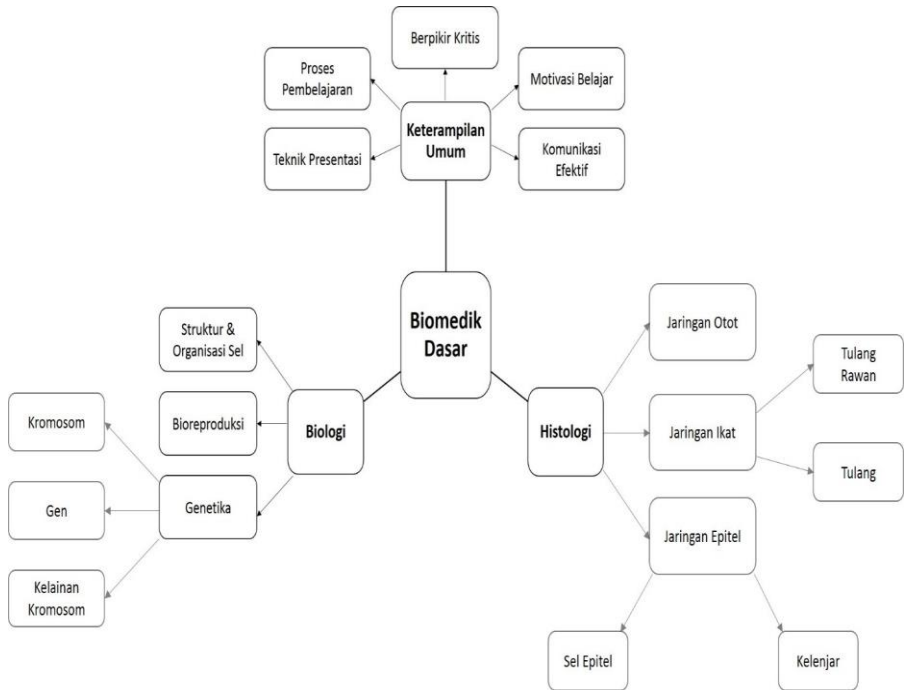 Berpikir Kritis
Proses
Pembelajaran
Motivasi Belajar
Keterampilan
Umum
Teknik Presentasi
Komunikasi
Efektif
Biomedik
Dasar
Struktur &
Organisasi Sel
Bioreproduksi
Biologi
Kromosom
Gen
Genetika
Kelainan
Kromosom
Histologi
Jaringan Otot
Jaringan Ikat
Tulang
Rawan
Tulang
Jaringan Epitel
Sel Epitel
Kelenjar